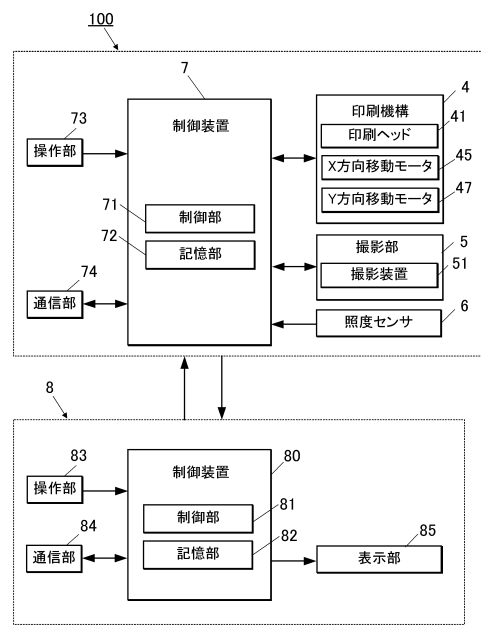 100
7
4
制御装置
印刷機構
41
印刷ヘッド
73
操作部
45
X方向移動モータ
47
Y方向移動モータ
71
制御部
72
記憶部
撮影部
5
撮影装置
51
74
通信部
照度センサ
6
8
83
操作部
80
制御装置
81
制御部
84
通信部
82
記憶部
85
表示部